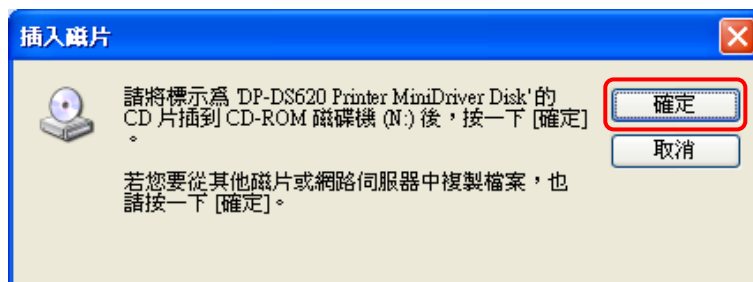 插入磁片
請將標示為 'DP-DS620 Printer MiniDriver Disk' 的
CD 片插到 CD-ROM 磁碟機 (N:) 後，按一下 [確定]
。
若您要從其他磁片或網路伺服器中複製檔案，也
請按一下 [確定]。
確定
取消